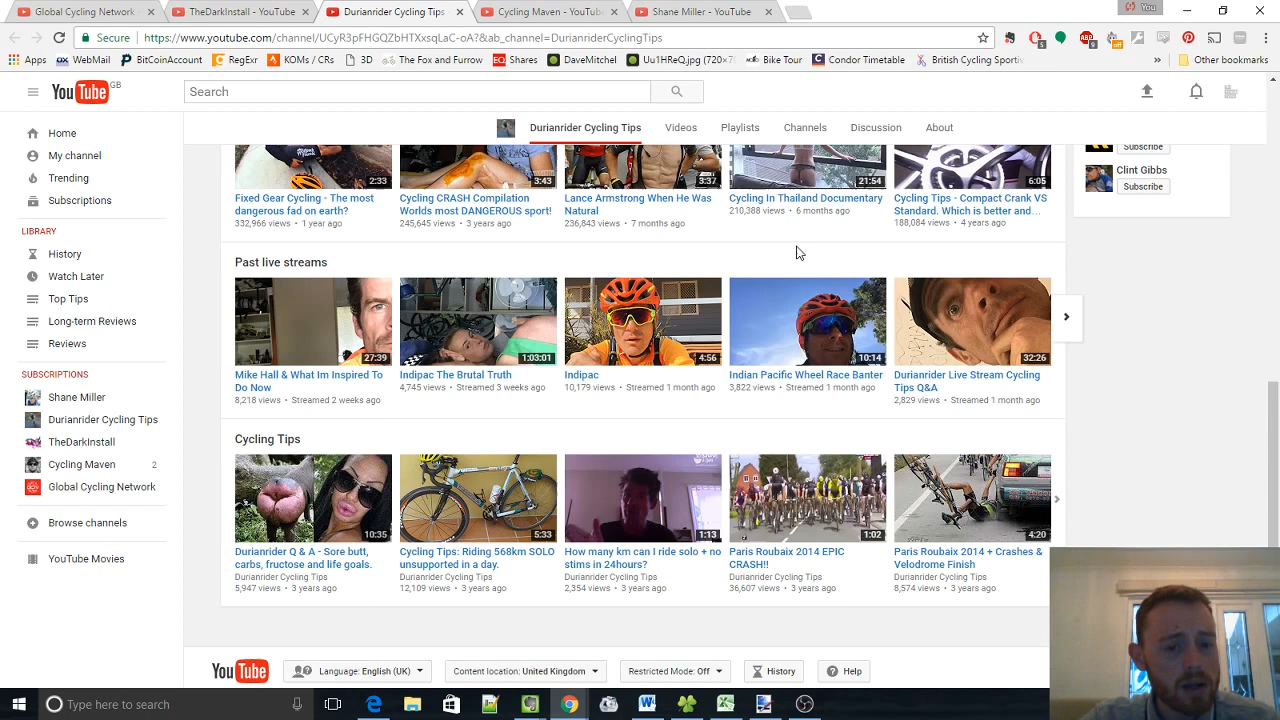 Global Cycling Network
TheDarkInstall - YouTube
Durianrider Cycling Tips
Cycling Maven - YouTube
Shane Miller - YouTube
You
Secure
https://www.youtube.com/channel/UCyR3pFHGQZbHTXxsqLaC-oA?&ab_channel=DurianriderCyclingTips
Apps
WebMail
BitCoinAccount
RegExr
KOMs / CRs
3D
The Fox and Furrow
Shares
DaveMitchel
Uu1HReQ.jpg (720×7
Bike Tour
Condor Timetable
British Cycling Sporti
Other bookmarks
YouTube GB
Search
Durianrider Cycling Tips
Videos
Playlists
Channels
Discussion
About
Home
My channel
Trending
Subscriptions
LIBRARY
History
Watch Later
Top Tips
Long-term Reviews
Reviews
SUBSCRIPTIONS
Shane Miller
Durianrider Cycling Tips
TheDarkInstall
Cycling Maven 2
Global Cycling Network
Browse channels
YouTube Movies
2:33
3:43
3:37
21:54
6:05
Fixed Gear Cycling - The most
dangerous fad on earth?
332,966 views • 1 year ago
Cycling CRASH Compilation
Worlds most DANGEROUS sport!
245,645 views • 3 years ago
Lance Armstrong When He Was
Natural
236,843 views • 7 months ago
Cycling In Thailand Documentary
210,388 views • 6 months ago
Cycling Tips - Compact Crank VS
Standard. Which is better and...
188,084 views • 4 years ago
Subscribe
Clint Gibbs
Subscribe
Past live streams
27:39
1:03:01
4:56
10:14
32:26
Mike Hall & What Im Inspired To
Do Now
8,218 views • Streamed 2 weeks ago
Indipac The Brutal Truth
4,745 views • Streamed 3 weeks ago
Indipac
10,179 views • Streamed 1 month ago
Indian Pacific Wheel Race Banter
3,822 views • Streamed 1 month ago
Durianrider Live Stream Cycling
Tips Q&A
2,829 views • Streamed 1 month ago
Cycling Tips
10:35
5:33
1:13
1:02
4:20
Durianrider Q & A - Sore butt,
carbs, fructose and life goals.
Durianrider Cycling Tips
5,947 views • 3 years ago
Cycling Tips: Riding 568km SOLO
unsupported in a day.
Durianrider Cycling Tips
12,109 views • 3 years ago
How many km can I ride solo + no
stims in 24hours?
Durianrider Cycling Tips
2,354 views • 3 years ago
Paris Roubaix 2014 EPIC
CRASH!!
Durianrider Cycling Tips
36,607 views • 3 years ago
Paris Roubaix 2014 + Crashes &
Velodrome Finish
Durianrider Cycling Tips
8,574 views • 3 years ago
YouTube
Language: English (UK)
Content location: United Kingdom
Restricted Mode: Off
History
Help
Type here to search